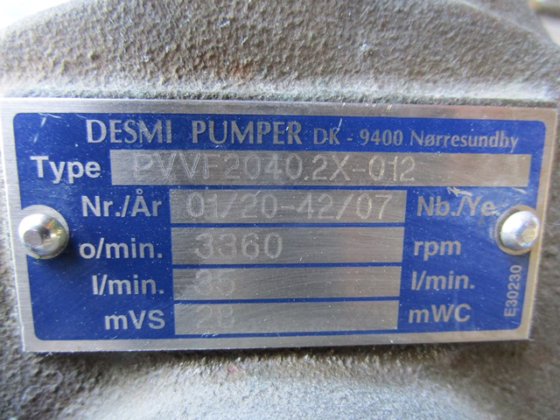 DESMI PUMPER DK - 9400 Nørresundby
Type PVVF2040.2X-012
Nr./År 01/20-42/07 Nb./Ye.
o/min. 3360 rpm
l/min. 35 l/min.
mVS 28 mWC
E30230